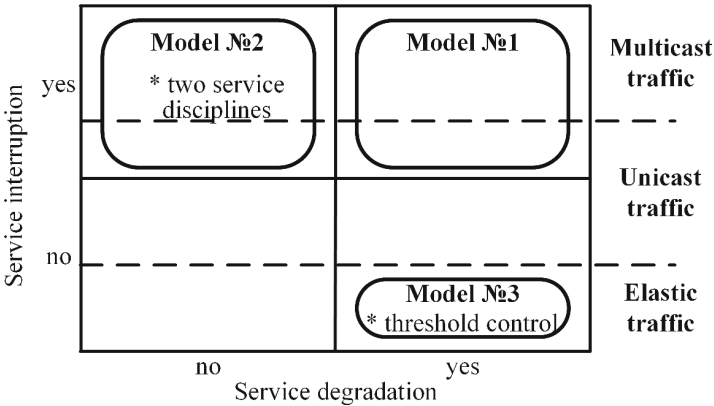 Model №2
Model №1
Multicast
traffic
yes
* two service
disciplines
Service interruption
Unicast
traffic
no
Model №3
* threshold control
Elastic
traffic
no
yes
Service degradation